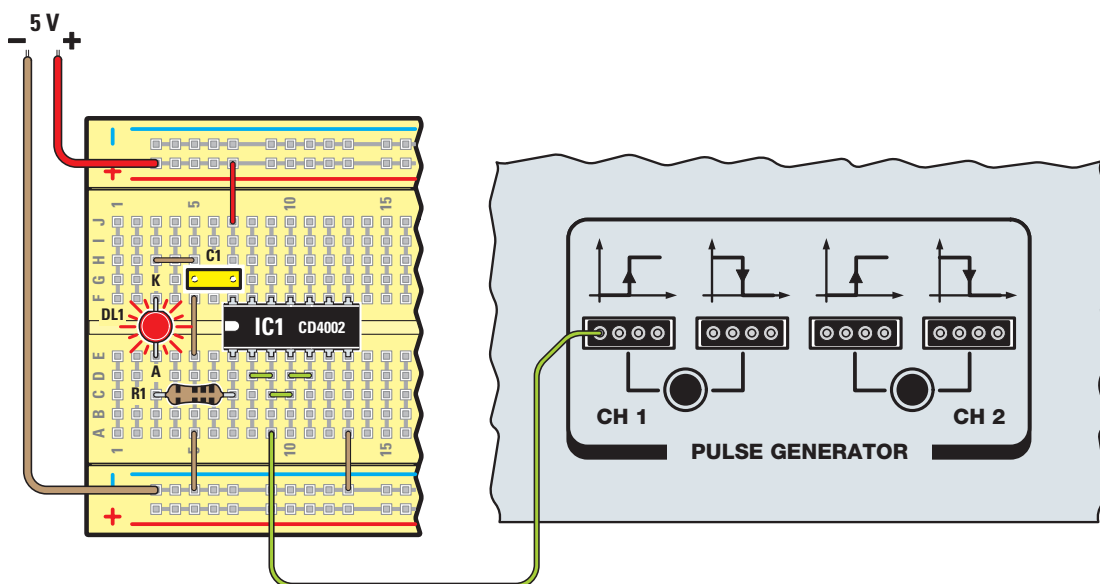 5 V
− +
−
+
1 5 10 15
J
I
H
G
F
C1
K
DL1
IC1 CD4002
A
E
D
C
B
A
R1
1 5 10 15
−
+
CH 1
CH 2
PULSE GENERATOR